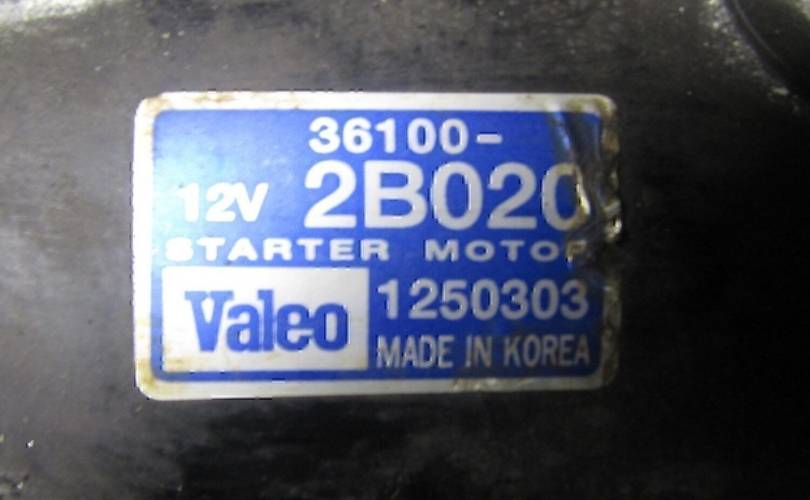 36100-
12V 2B020
STARTER MOTOR
Valeo 1250303
MADE IN KOREA